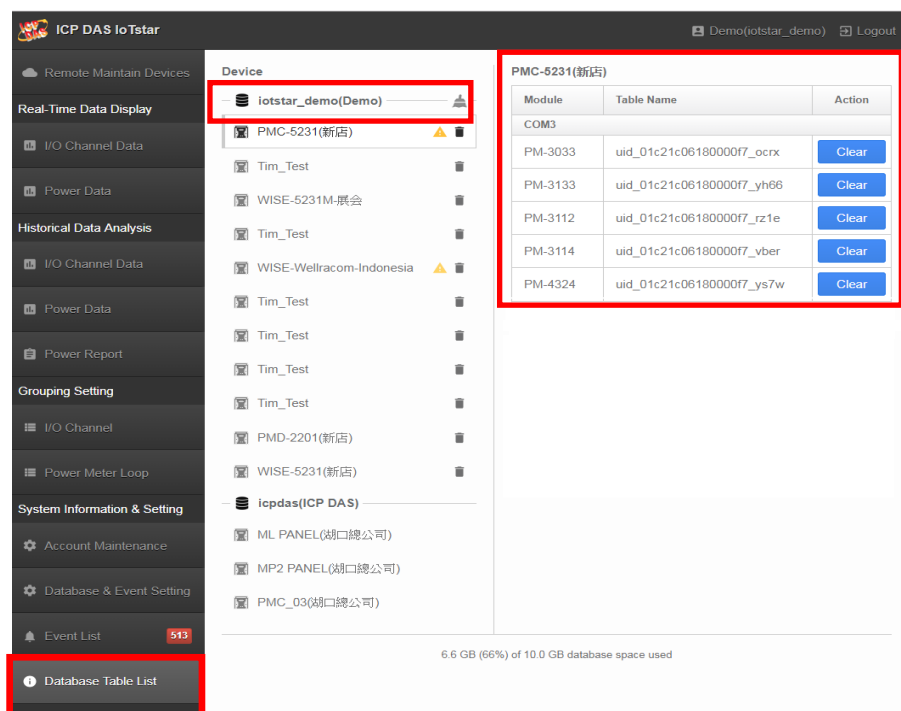 ICP DAS IoTstar
Demo(iotstar_demo) Logout
Remote Maintain Devices
Real-Time Data Display
I/O Channel Data
Power Data
Historical Data Analysis
I/O Channel Data
Power Data
Power Report
Grouping Setting
I/O Channel
Power Meter Loop
System Information & Setting
Account Maintenance
Database & Event Setting
Event List 513
Database Table List
Device
iotstar_demo(Demo)
PMC-5231(新店)
Tim_Test
WISE-5231M-展会
Tim_Test
WISE-Wellracom-Indonesia
Tim_Test
Tim_Test
Tim_Test
Tim_Test
PMD-2201(新店)
WISE-5231(新店)
icpdas(ICP DAS)
ML PANEL(湖口總公司)
MP2 PANEL(湖口總公司)
PMC_03(湖口總公司)
PMC-5231(新店)
Module Table Name Action
COM3
PM-3033 uid_01c21c06180000f7_ocrx Clear
PM-3133 uid_01c21c06180000f7_yh66 Clear
PM-3112 uid_01c21c06180000f7_rz1e Clear
PM-3114 uid_01c21c06180000f7_vber Clear
PM-4324 uid_01c21c06180000f7_ys7w Clear
6.6 GB (66%) of 10.0 GB database space used